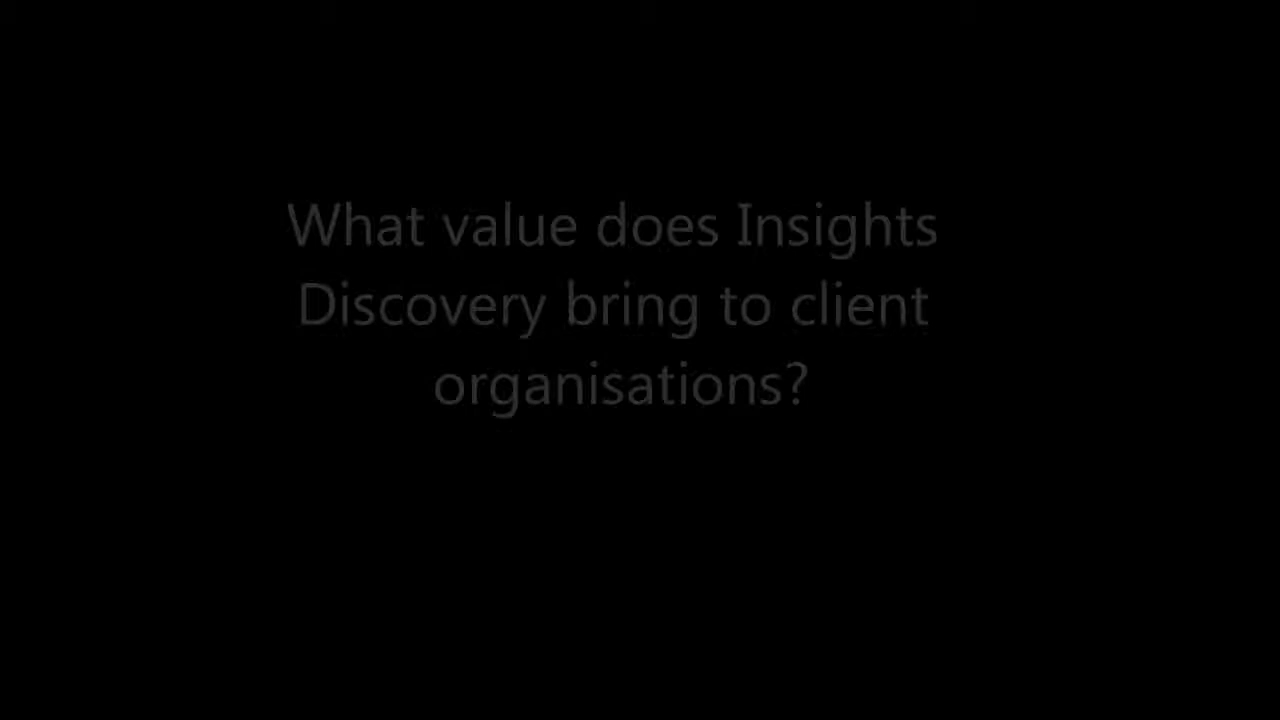 What value does Insights
Discovery bring to client
organisations?